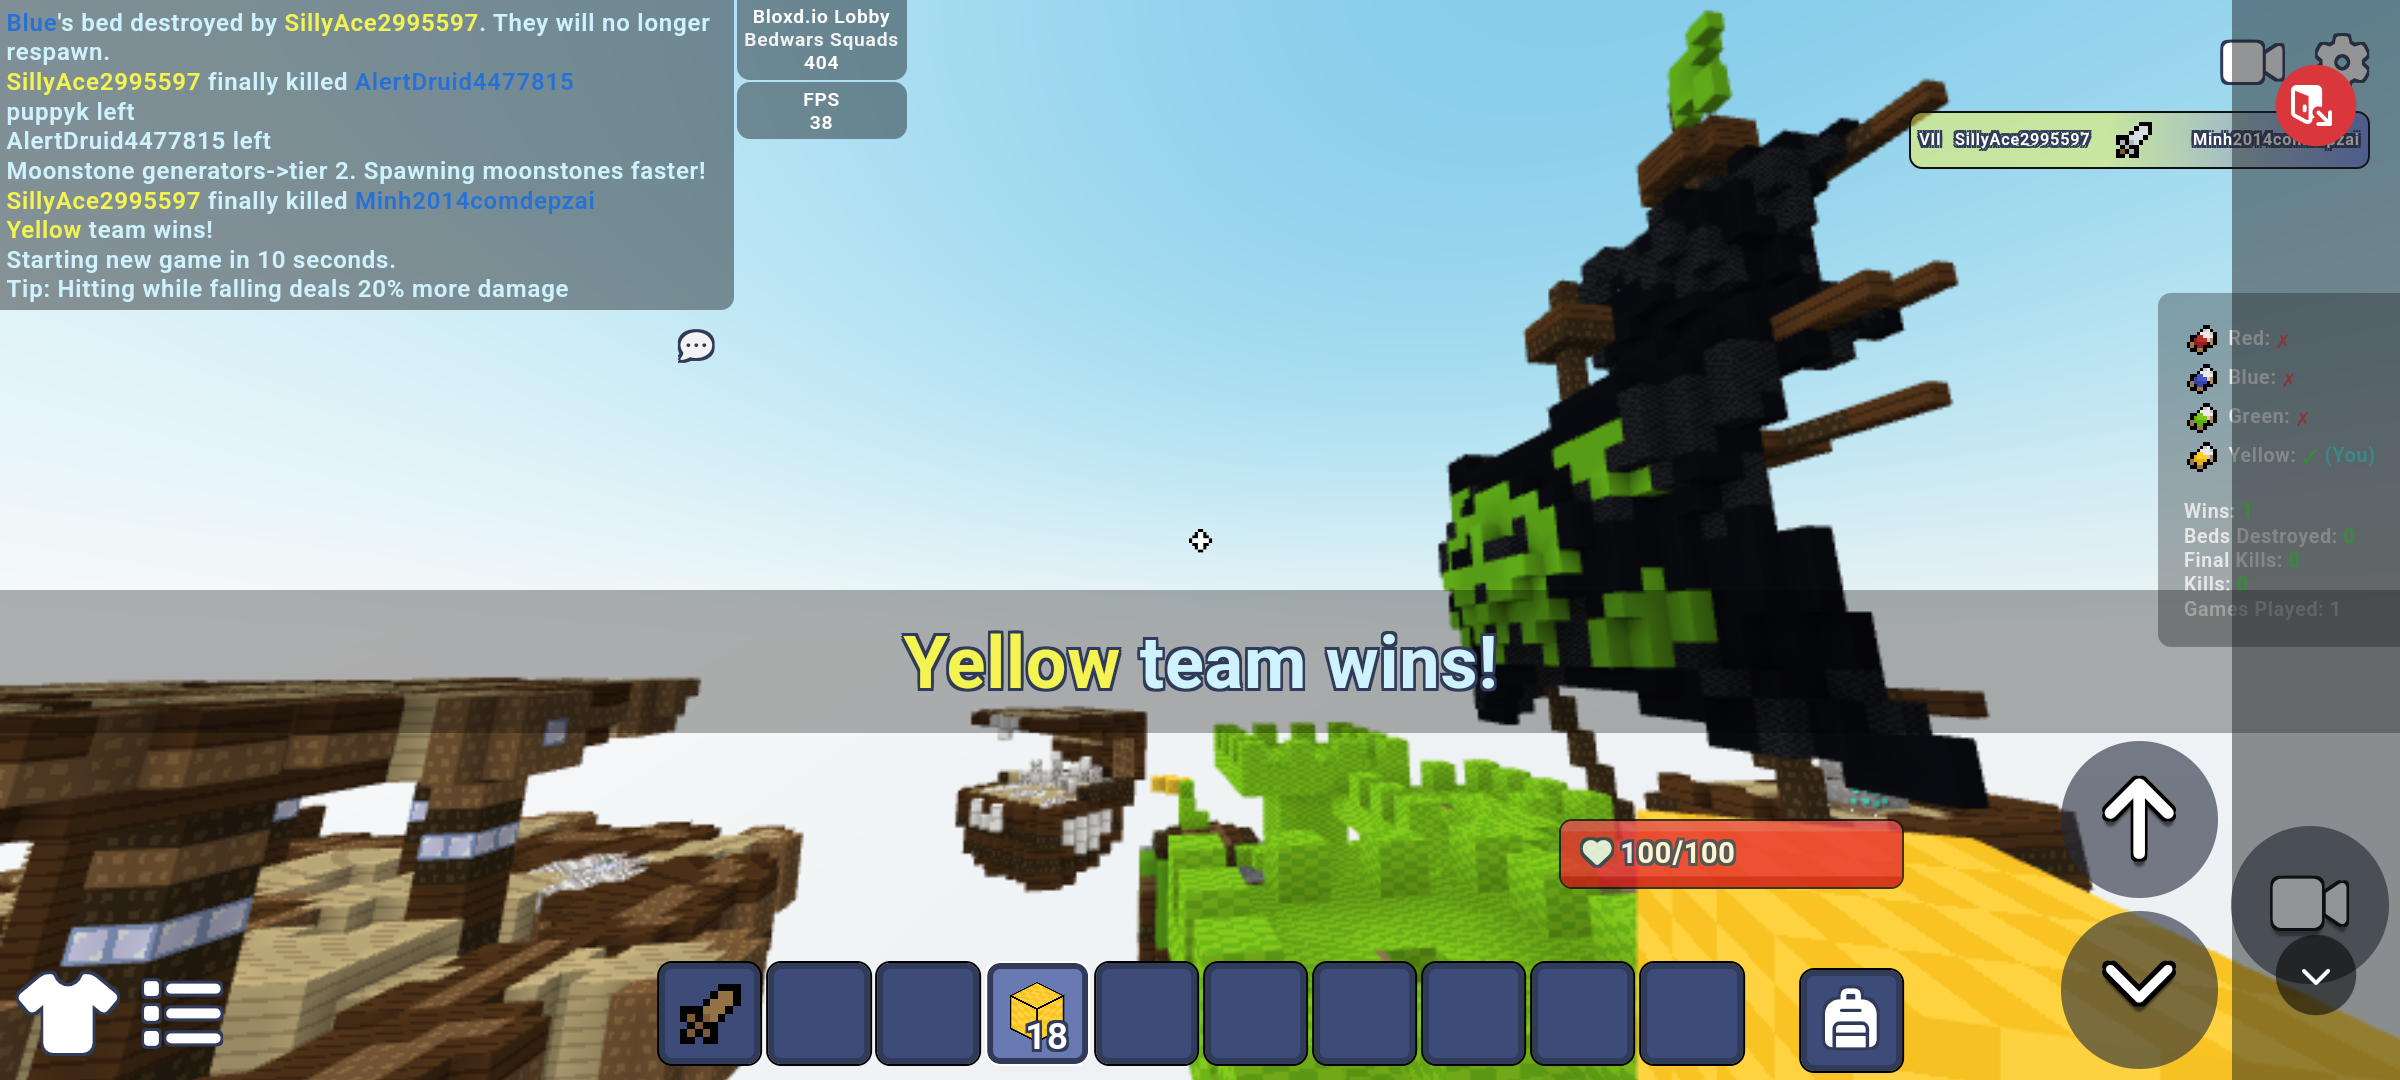 Blue's bed destroyed by SillyAce2995597. They will no longer
respawn.
SillyAce2995597 finally killed AlertDruid4477815
puppyk left
AlertDruid4477815 left
Moonstone generators->tier 2. Spawning moonstones faster!
SillyAce2995597 finally killed Minh2014comdepzai
Yellow team wins!
Starting new game in 10 seconds.
Tip: Hitting while falling deals 20% more damage
Bloxd.io Lobby
Bedwars Squads
404
FPS
38
VII SillyAce2995597 Minh2014comdepzai
Red: ✗
Blue: ✗
Green: ✗
Yellow: ✓ (You)
Wins: 1
Beds Destroyed: 0
Final Kills:
Kills: 0
Games Played: 1
Yellow team wins!
100/100
18